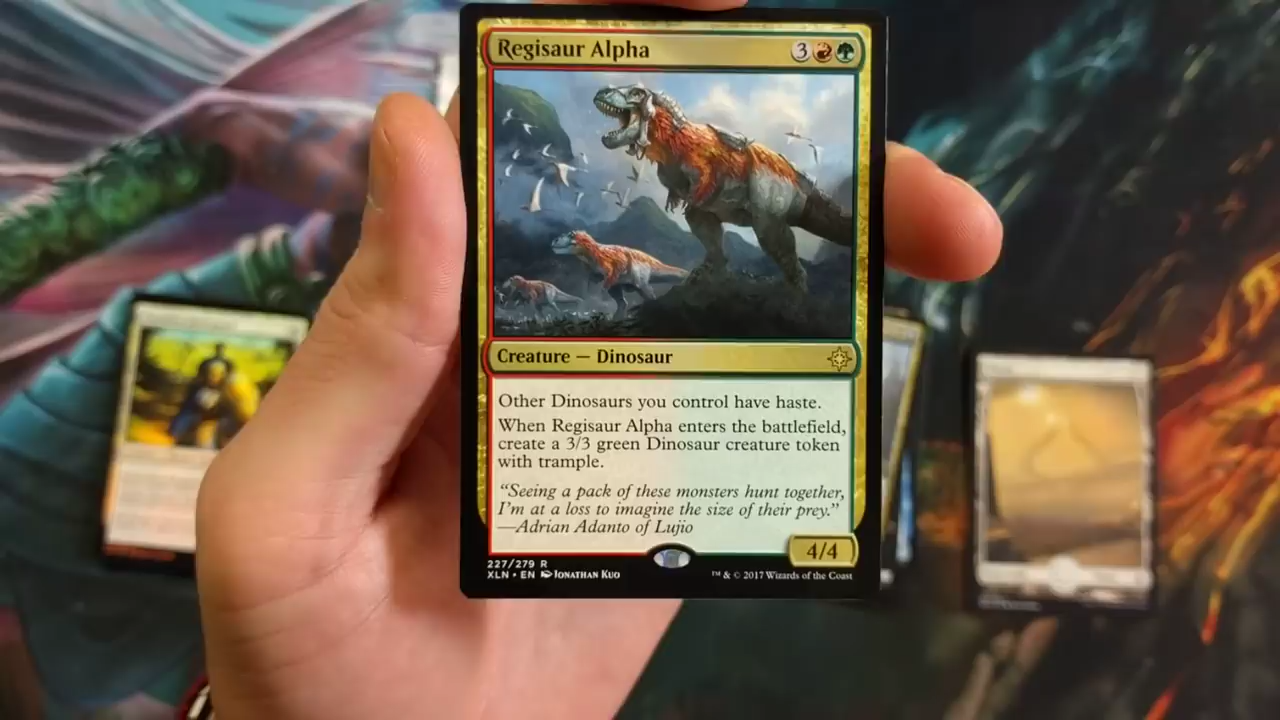 Regisaur Alpha 3
Creature — Dinosaur
Other Dinosaurs you control have haste.
When Regisaur Alpha enters the battlefield,
create a 3/3 green Dinosaur creature token
with trample.
“Seeing a pack of these monsters hunt together,
I’m at a loss to imagine the size of their prey.”
—Adrian Adanto of Lujio
4/4
227/279 R
XLN • EN Jonathan Kuo
™ & © 2017 Wizards of the Coast